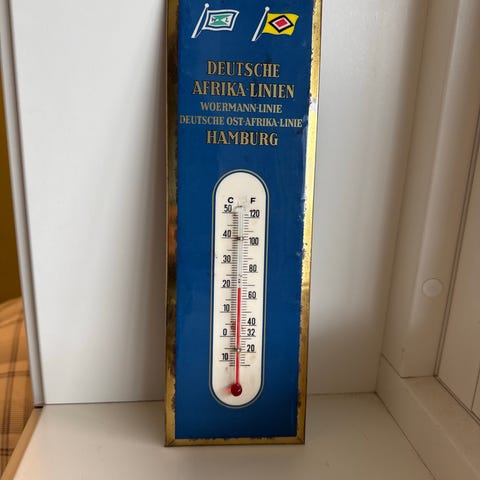 DEUTSCHE
AFRIKA-LINIEN
WOERMANN-LINIE
DEUTSCHE OST-AFRIKA-LINIE
HAMBURG
C F
50 120
40 100
30 80
20 60
10 40
0 32
10 20